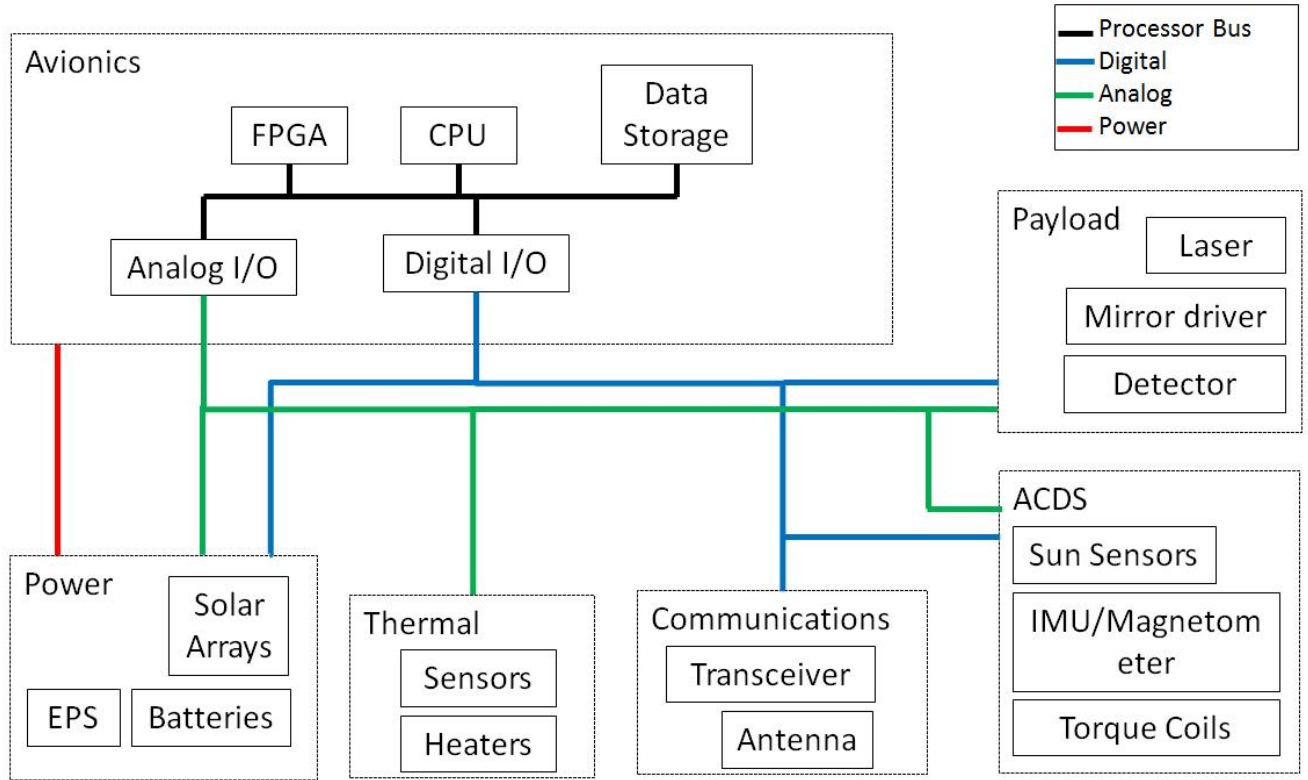 Processor Bus
Digital
Analog
Power
Avionics
FPGA
CPU
Data
Storage
Analog I/O
Digital I/O
Payload
Laser
Mirror driver
Detector
ACDS
Sun Sensors
IMU/Magnetom
eter
Torque Coils
Power
Solar
Arrays
EPS
Batteries
Thermal
Sensors
Heaters
Communications
Transceiver
Antenna